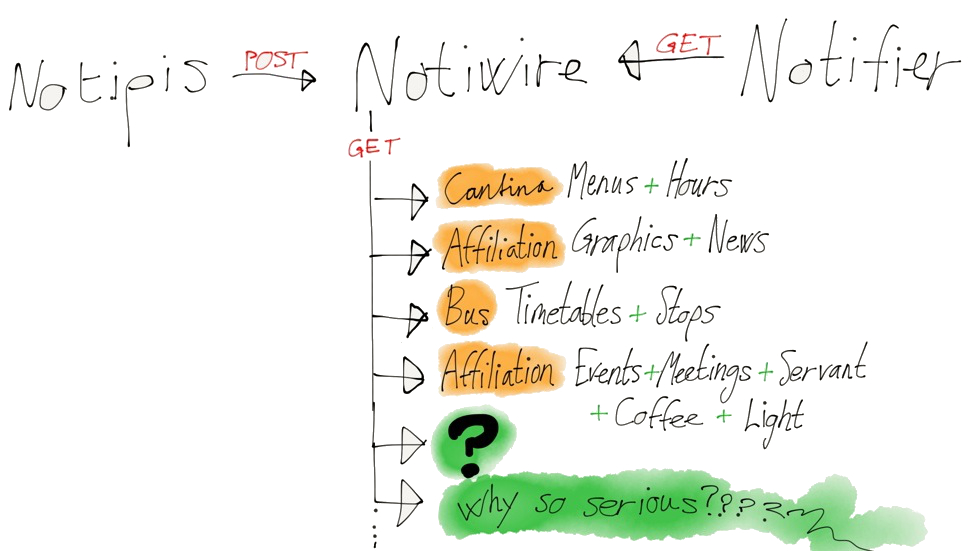 Notipis POST Notiwire GET Notifier
GET
Cantina Menus + Hours
Affiliation Graphics + News
Bus Timetables + Stops
Affiliation Events + Meetings + Servant
+ Coffee + Light
?
Why so serious????